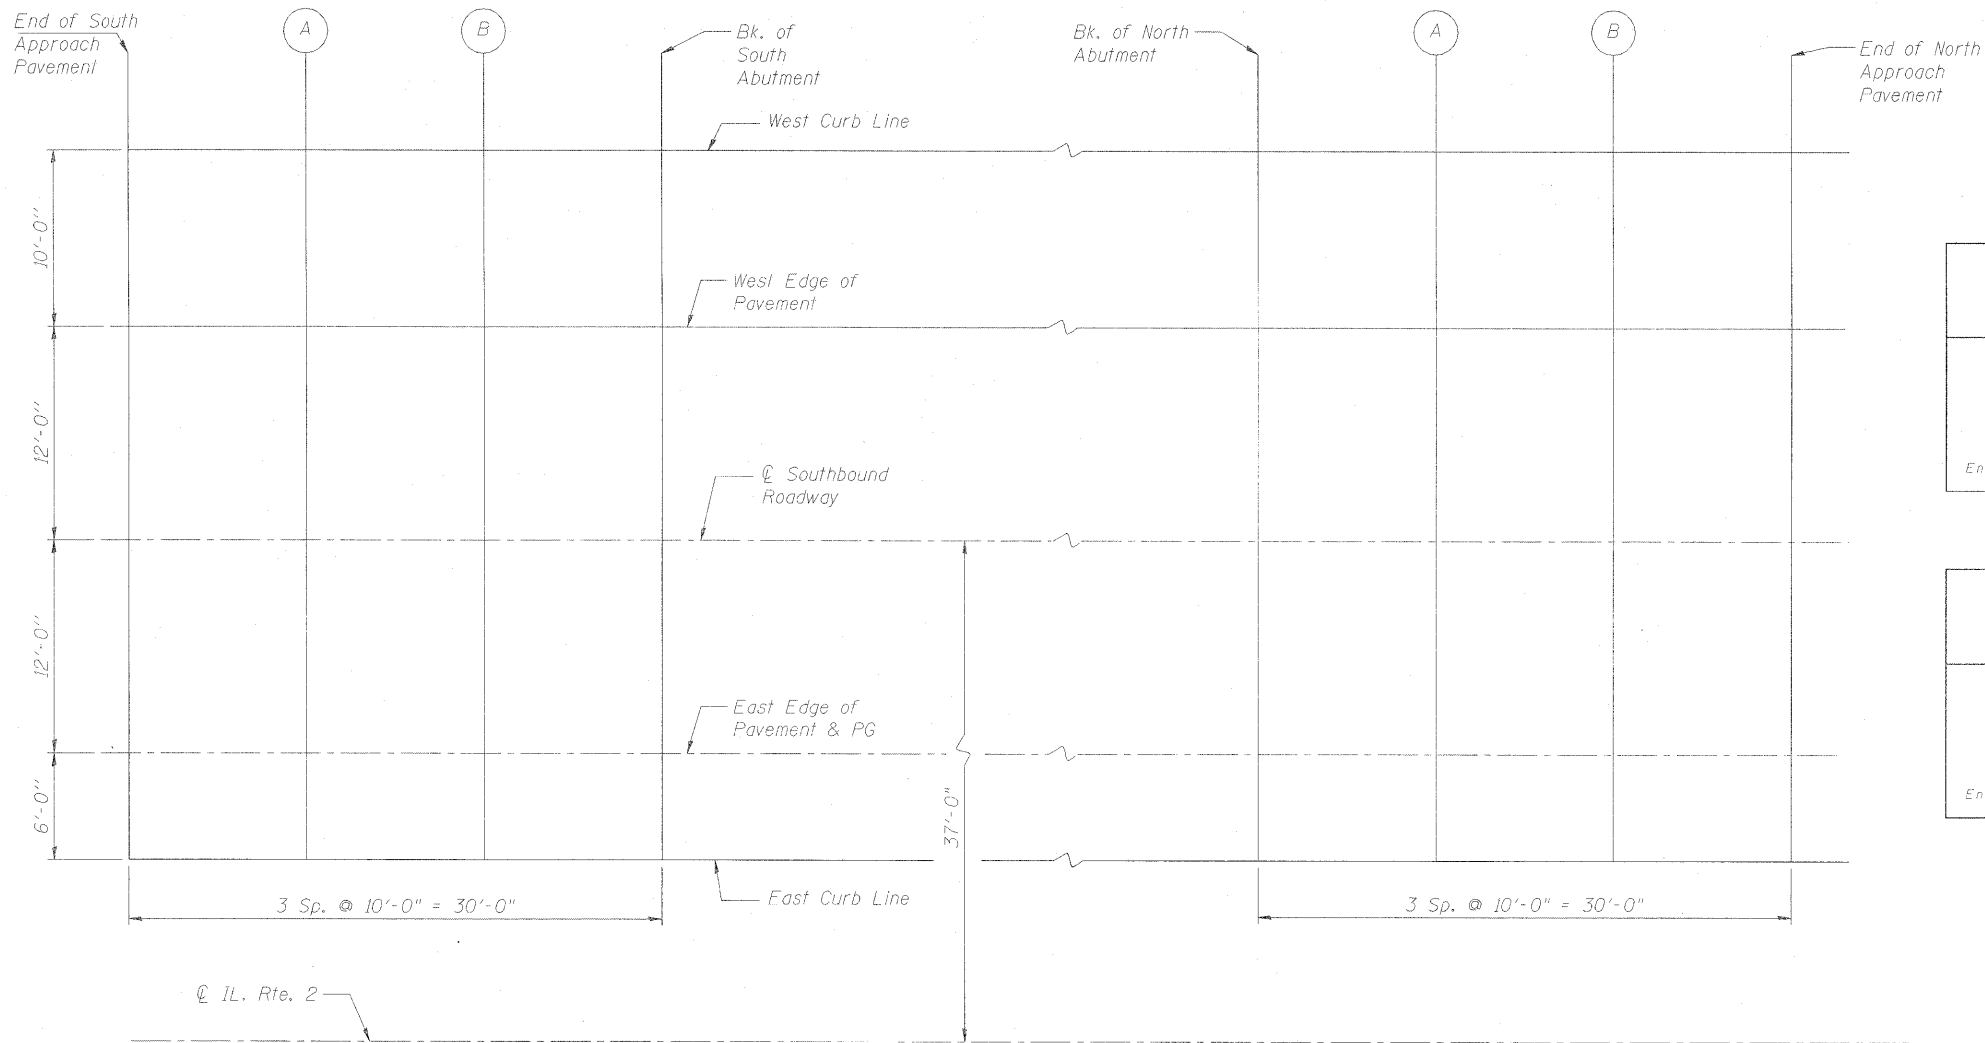 End of South
Approach
Pavement
A
B
Bk. of
South
Abutment
Bk. of North
Abutment
A
B
End of North
Approach
Pavement
West Curb Line
10'-0"
West Edge of
Pavement
12'-0"
℄ Southbound
Roadway
12'-0"
East Edge of
Pavement & PG
6'-0"
37'-0"
3 Sp. @ 10'-0" = 30'-0"
East Curb Line
3 Sp. @ 10'-0" = 30'-0"
℄ IL. Rte. 2
En
En